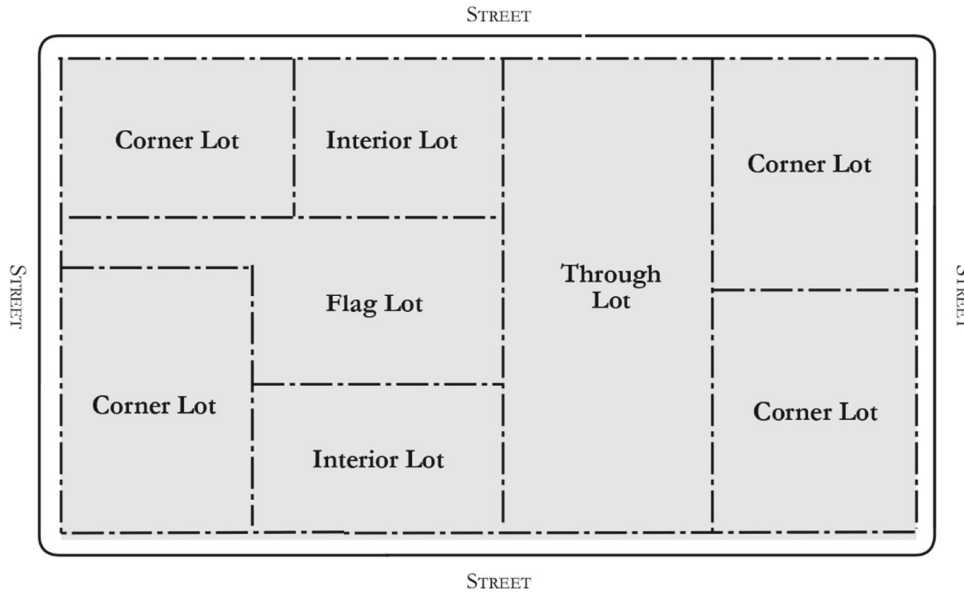 STREET
Corner Lot
Interior Lot
Corner Lot
STREET
Flag Lot
Through
Lot
STREET
Corner Lot
Interior Lot
Corner Lot
STREET